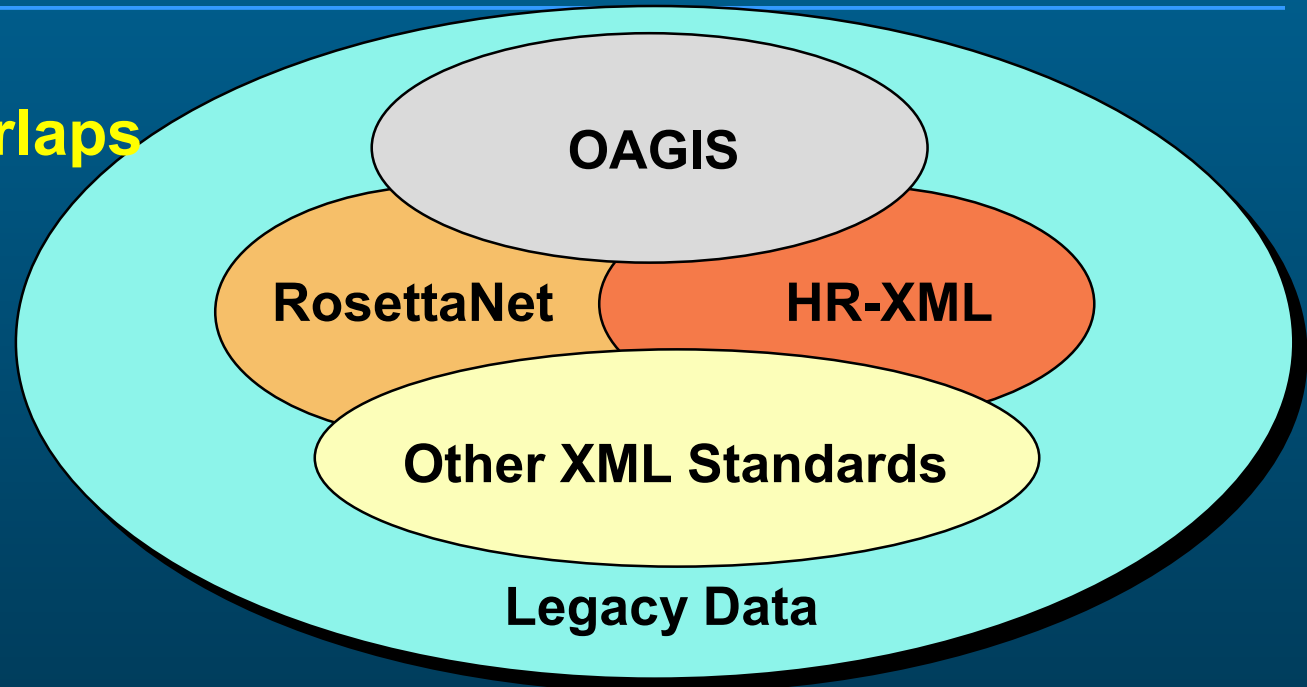 rlaps
OAGIS
RosettaNet
HR-XML
Other XML Standards
Legacy Data